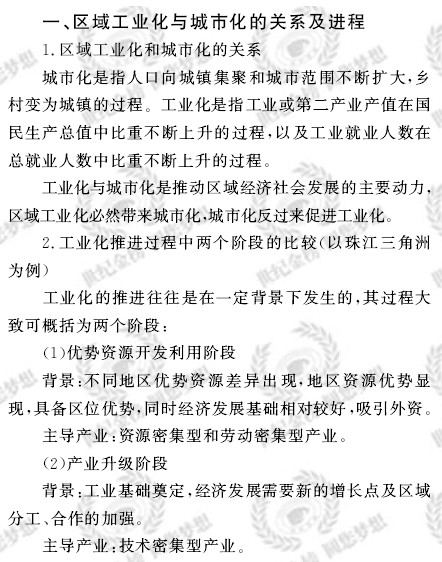 一、区域工业化与城市化的关系及进程
1.区域工业化和城市化的关系
城市化是指人口向城镇集聚和城市范围不断扩大,乡
村变为城镇的过程。工业化是指工业或第二产业产值在国
民生产总值中比重不断上升的过程,以及工业就业人数在
总就业人数中比重不断上升的过程。
工业化与城市化是推动区域经济社会发展的主要动力,
区域工业化必然带来城市化,城市化反过来促进工业化。
2.工业化推进过程中两个阶段的比较(以珠江三角洲
为例)
工业化的推进往往是在一定背景下发生的,其过程大
致可概括为两个阶段:
(1)优势资源开发利用阶段
背景:不同地区优势资源差异出现,地区资源优势显
现,具备区位优势,同时经济发展基础相对较好,吸引外资。
主导产业:资源密集型和劳动密集型产业。
(2)产业升级阶段
背景:工业基础奠定,经济发展需要新的增长点及区域
分工、合作的加强。
主导产业:技术密集型产业。